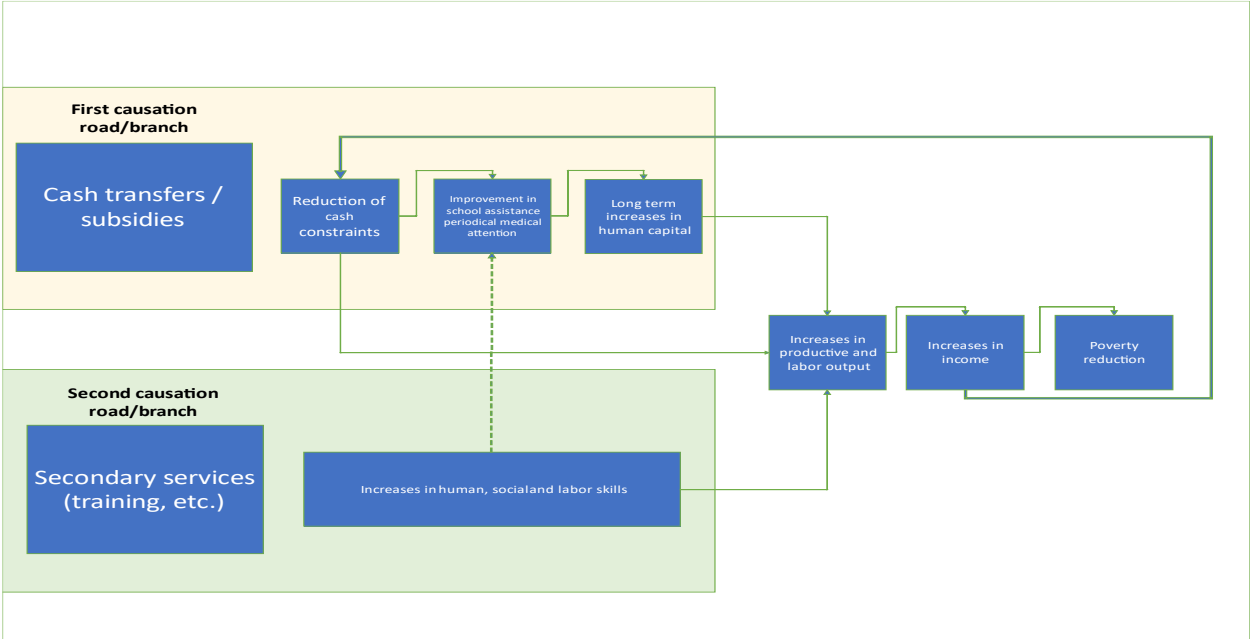 First causation
road/branch
Cash transfers /
subsidies
Reduction of
cash
constraints
Improvement in
school assistance
periodical medical
attention
Long term
increases in
human capital
Increases in
productive and
labor output
Increases in
income
Poverty
reduction
Second causation
road/branch
Secondary services
(training, etc.)
Increases in human, socialand labor skills